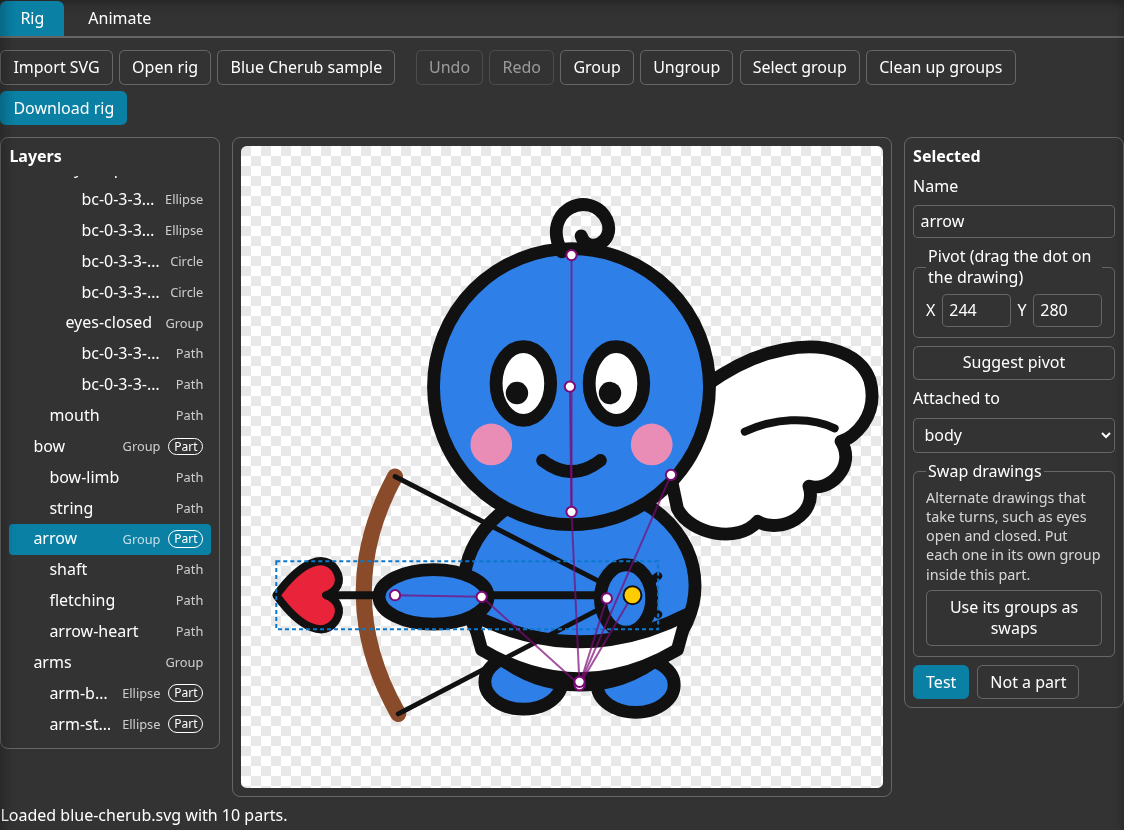 Rig Animate
Import SVG Open rig Blue Cherub sample Undo Redo Group Ungroup Select group Clean up groups
Download rig
Layers
bc-0-3-3... Ellipse
bc-0-3-3... Ellipse
bc-0-3-3-... Circle
bc-0-3-3-... Circle
eyes-closed Group
bc-0-3-3-... Path
bc-0-3-3-... Path
mouth Path
bow Group Part
bow-limb Path
string Path
arrow Group Part
shaft Path
fletching Path
arrow-heart Path
arms Group
arm-b... Ellipse Part
arm-st... Ellipse Part
Selected
Name
arrow
Pivot (drag the dot on
the drawing)
X 244 Y 280
Suggest pivot
Attached to
body
Swap drawings
Alternate drawings that
take turns, such as eyes
open and closed. Put
each one in its own group
inside this part.
Use its groups as
swaps
Test Not a part
Loaded blue-cherub.svg with 10 parts.